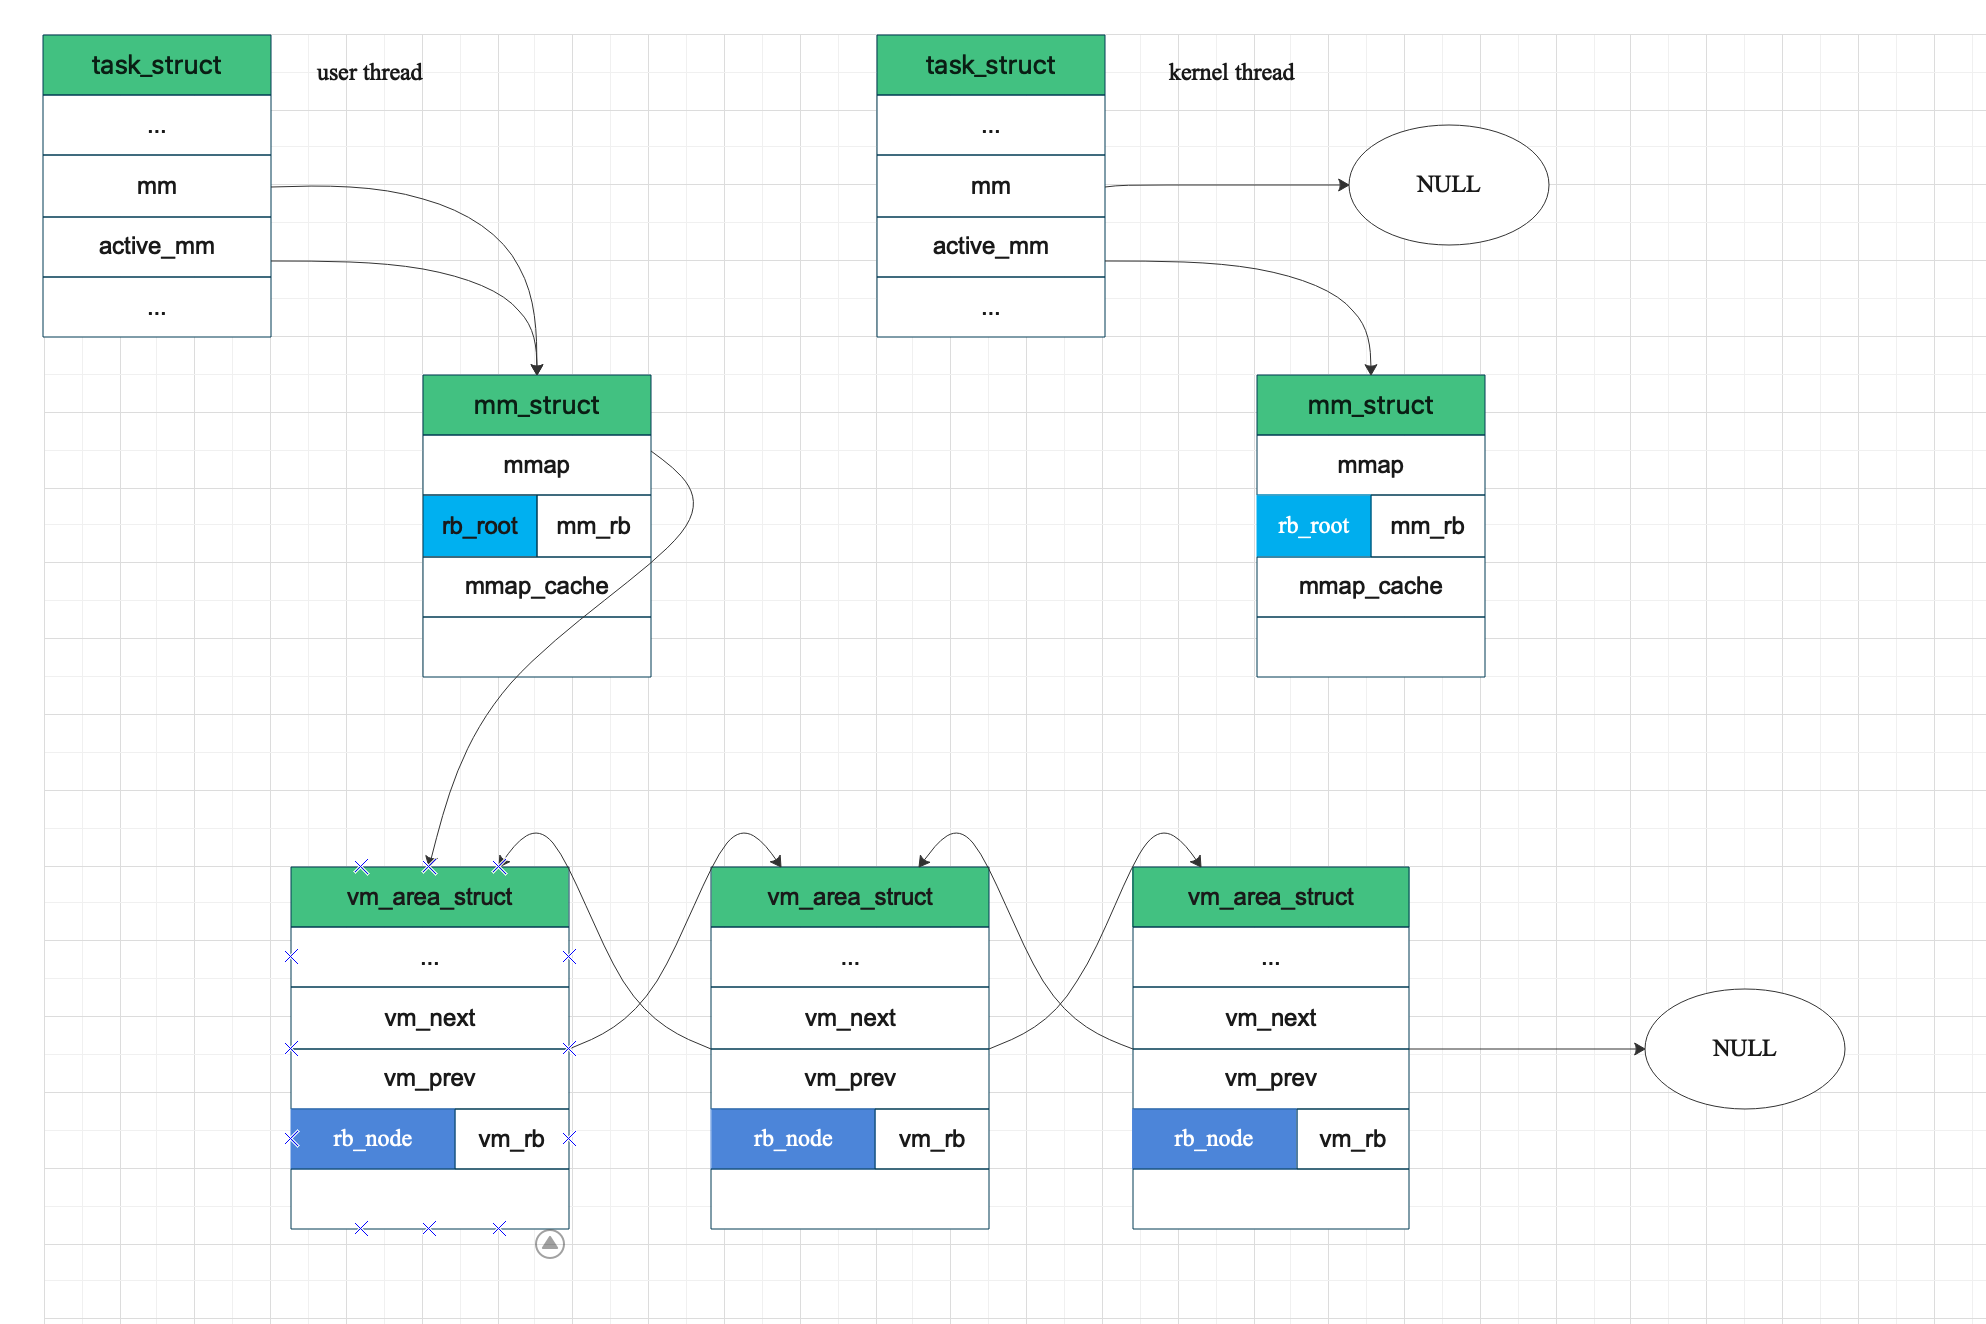 task_struct
user thread
...
mm
active_mm
...
task_struct
kernel thread
...
mm
NULL
active_mm
...
mm_struct
mmap
rb_root mm_rb
mmap_cache
mm_struct
mmap
rb_root mm_rb
mmap_cache
vm_area_struct
...
vm_next
vm_prev
rb_node vm_rb
vm_area_struct
...
vm_next
vm_prev
rb_node vm_rb
vm_area_struct
...
vm_next
vm_prev
rb_node vm_rb
NULL